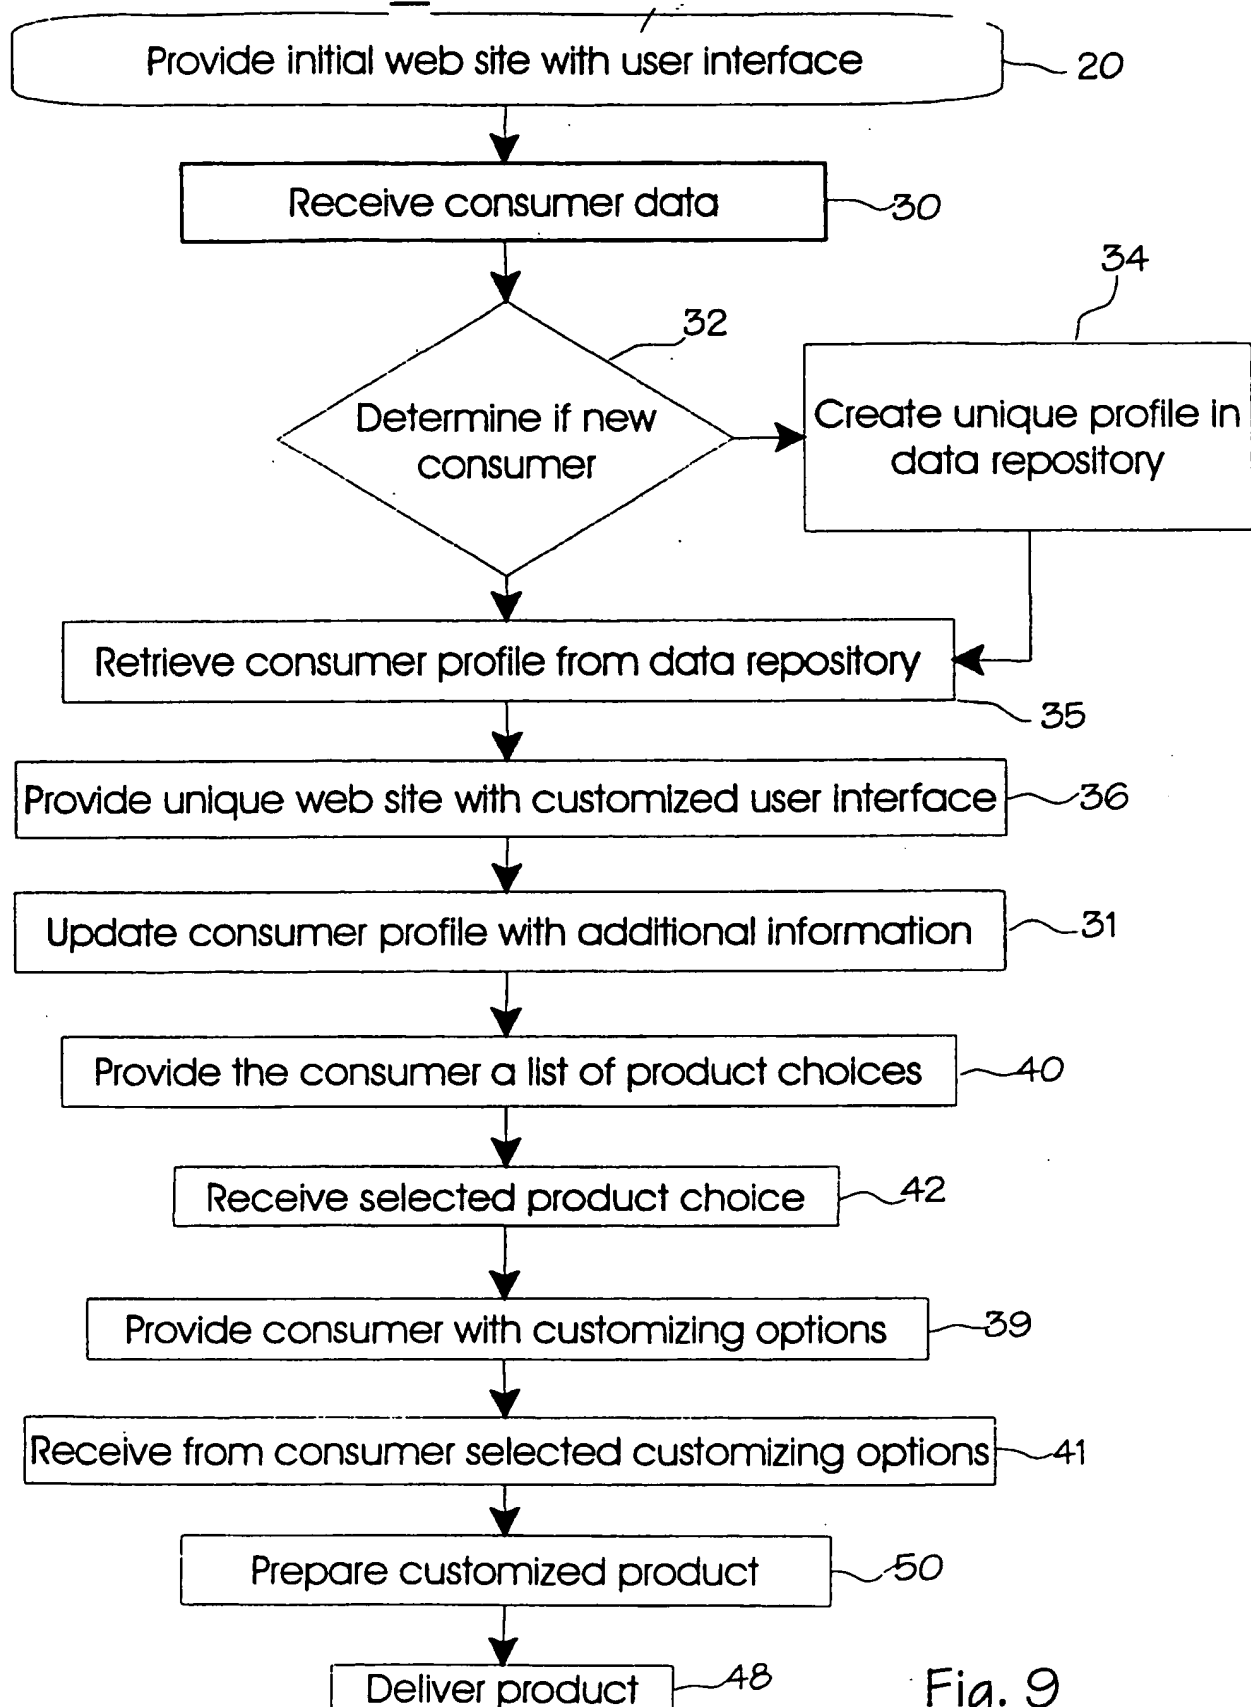 Provide initial web site with user interface
20
Receive consumer data
30
34
32
Determine if new
consumer
Create unique profile in
data repository
Retrieve consumer profile from data repository
35
Provide unique web site with customized user interface
36
Update consumer profile with additional information
31
Provide the consumer a list of product choices
40
Receive selected product choice
42
Provide consumer with customizing options
39
Receive from consumer selected customizing options
41
Prepare customized product
50
Deliver product
48
Fig. 9